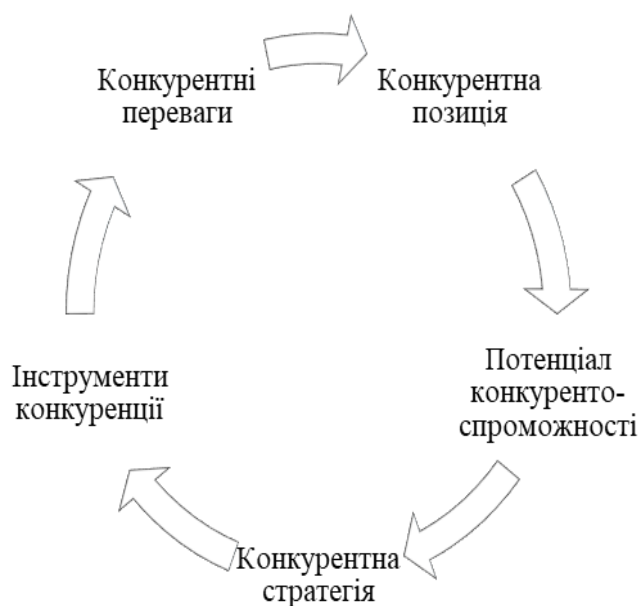 Конкурентні
переваги
Конкурентна
позиція
Потенціал
конкуренто-
спроможності
Конкурентна
стратегія
Інструменти
конкуренції